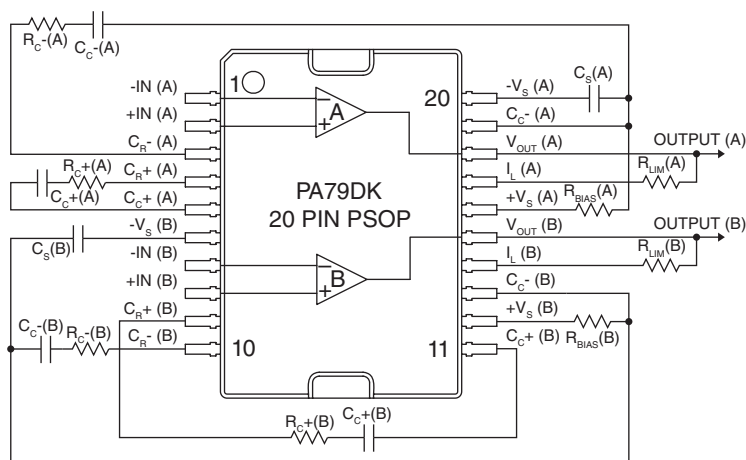 R_C-(A)
C_C-(A)
-IN (A)
+IN (A)
C_R- (A)
R_C+(A)
C_R+ (A)
C_C+(A)
C_C+ (A)
-V_S (B)
C_S(B)
-IN (B)
+IN (B)
C_R+ (B)
C_C-(B)
R_C-(B)
C_R- (B)
1
20
A
PA79DK
20 PIN PSOP
B
10
11
-V_S (A)
C_S(A)
C_C- (A)
V_OUT (A)
OUTPUT (A)
I_L (A)
R_LIM(A)
+V_S (A)
R_BIAS(A)
V_OUT (B)
OUTPUT (B)
I_L (B)
R_LIM(B)
C_C- (B)
+V_S (B)
C_C+ (B)
R_BIAS(B)
R_C+(B)
C_C+(B)